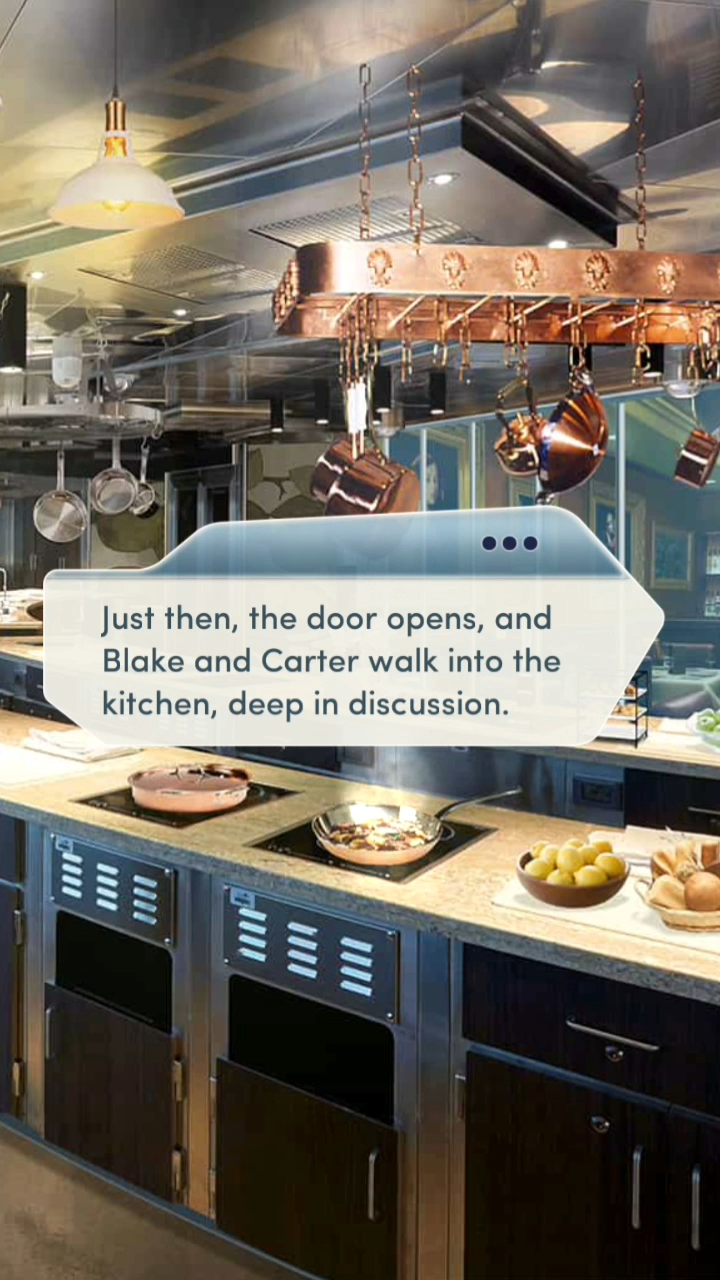 Just then, the door opens, and
Blake and Carter walk into the
kitchen, deep in discussion.